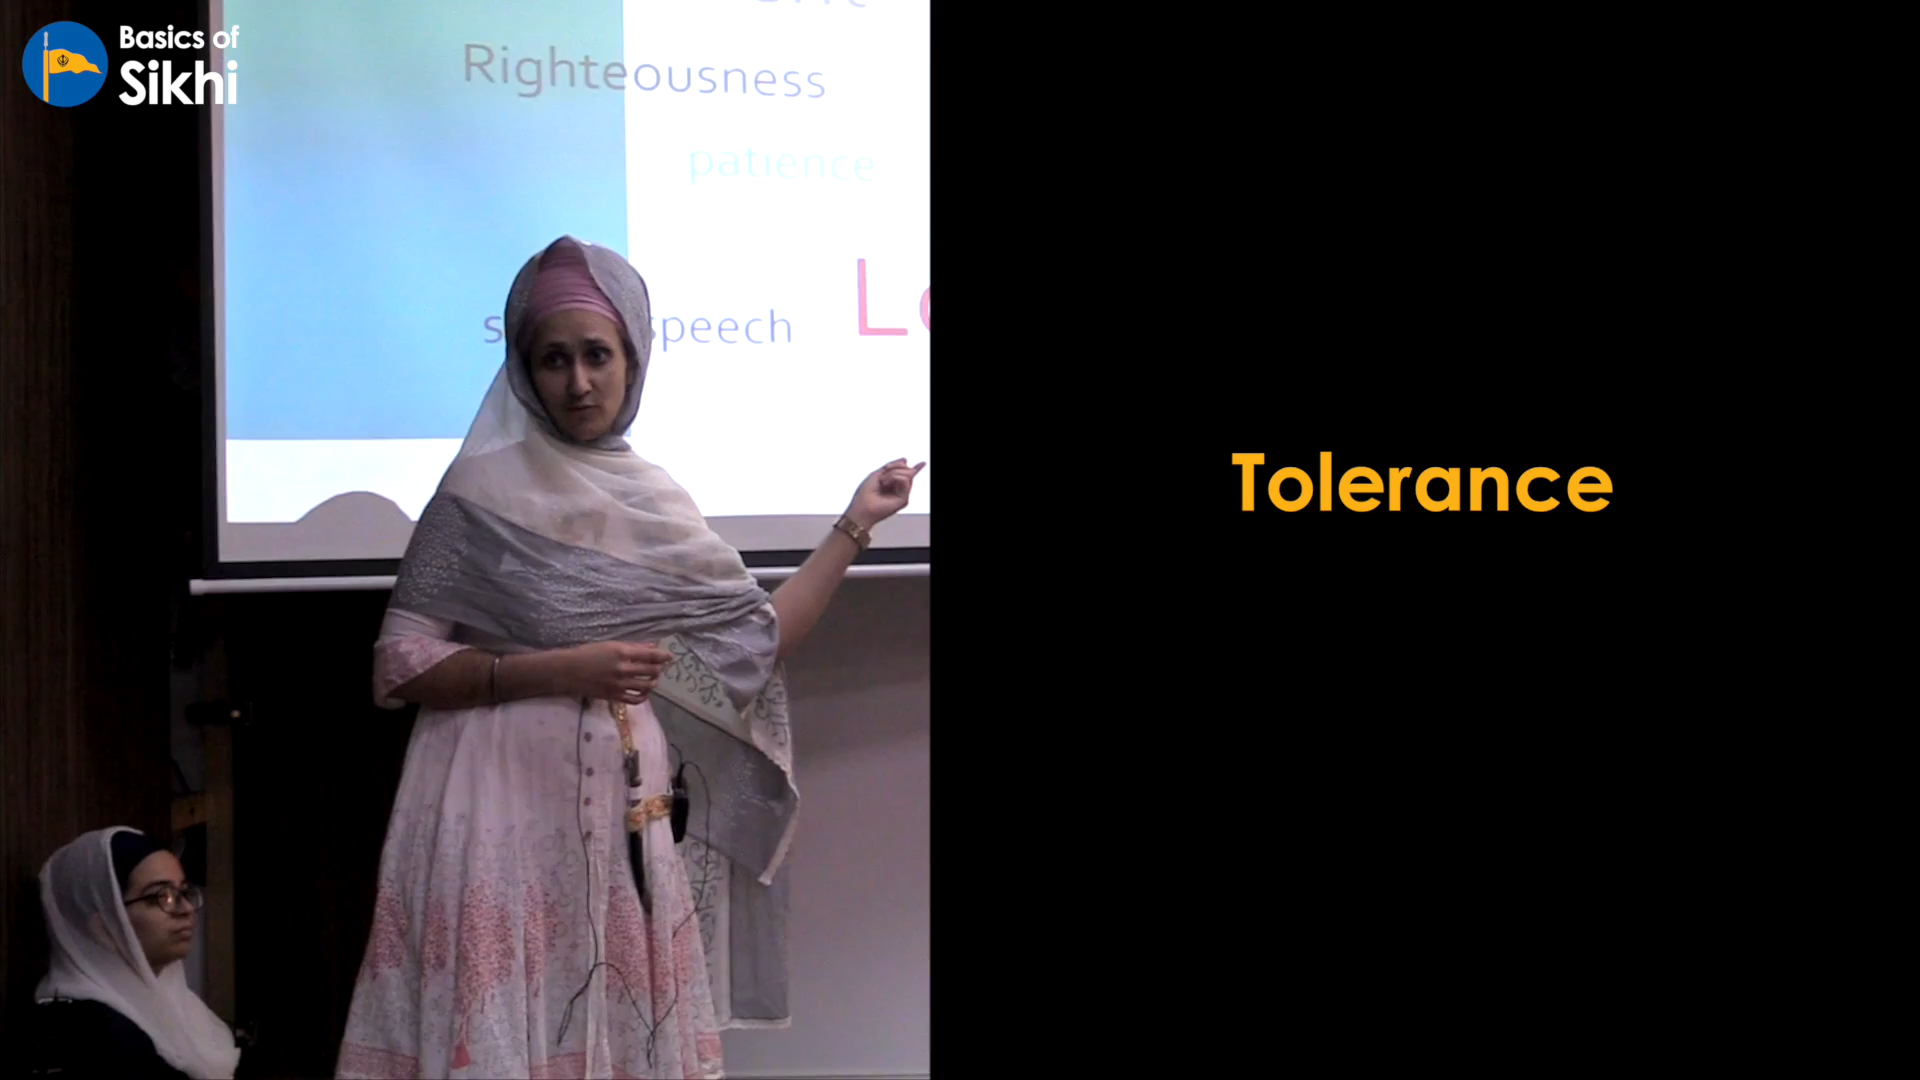 Basics of
Sikhi
Righteousness
patience
speech
Tolerance